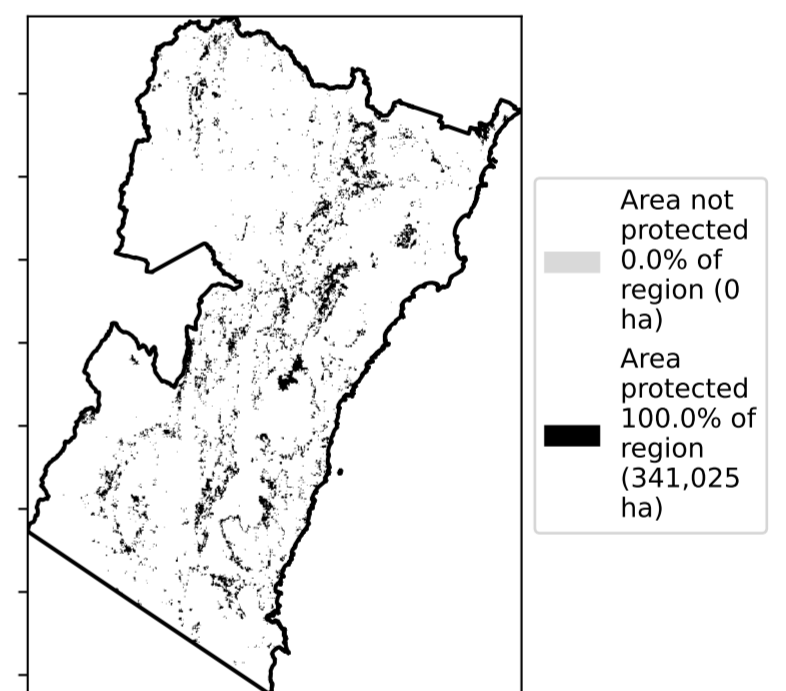 Area not
protected
0.0% of
region (0
ha)
Area
protected
100.0% of
region
(341,025
ha)